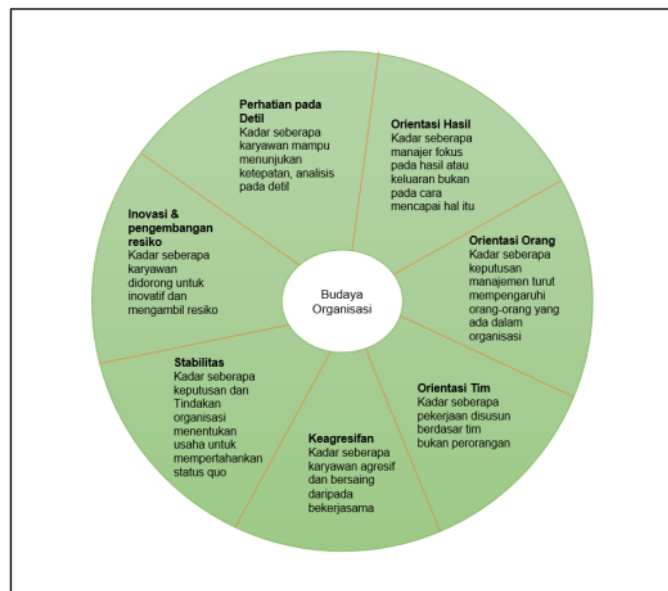 Perhatian pada
Detil
Kadar seberapa
karyawan mampu
menunjukan
ketepatan, analisis
pada detil
Orientasi Hasil
Kadar seberapa
manajer fokus
pada hasil atau
keluaran bukan
pada cara
mencapai hal itu
Orientasi Orang
Kadar seberapa
keputusan
manajemen turut
mempengaruhi
orang-orang yang
ada dalam
organisasi
Orientasi Tim
Kadar seberapa
pekerjaan disusun
berdasar tim
bukan perorangan
Keagresifan
Kadar seberapa
karyawan agresif
dan bersaing
daripada
bekerjasama
Stabilitas
Kadar seberapa
keputusan dan
Tindakan
organisasi
menentukan
usaha untuk
mempertahankan
status quo
Inovasi &
pengembangan
resiko
Kadar seberapa
karyawan
didorong untuk
inovatif dan
mengambil resiko
Budaya
Organisasi